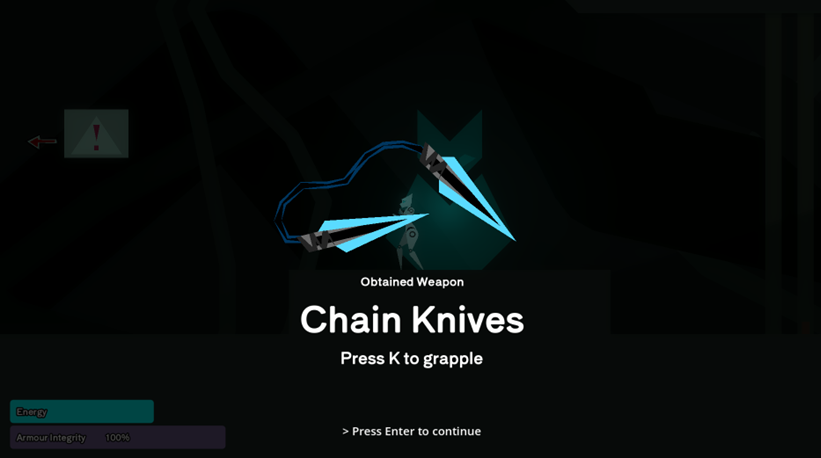 !
Obtained Weapon
Chain Knives
Press K to grapple
Energy
Armour Integrity 100%
> Press Enter to continue